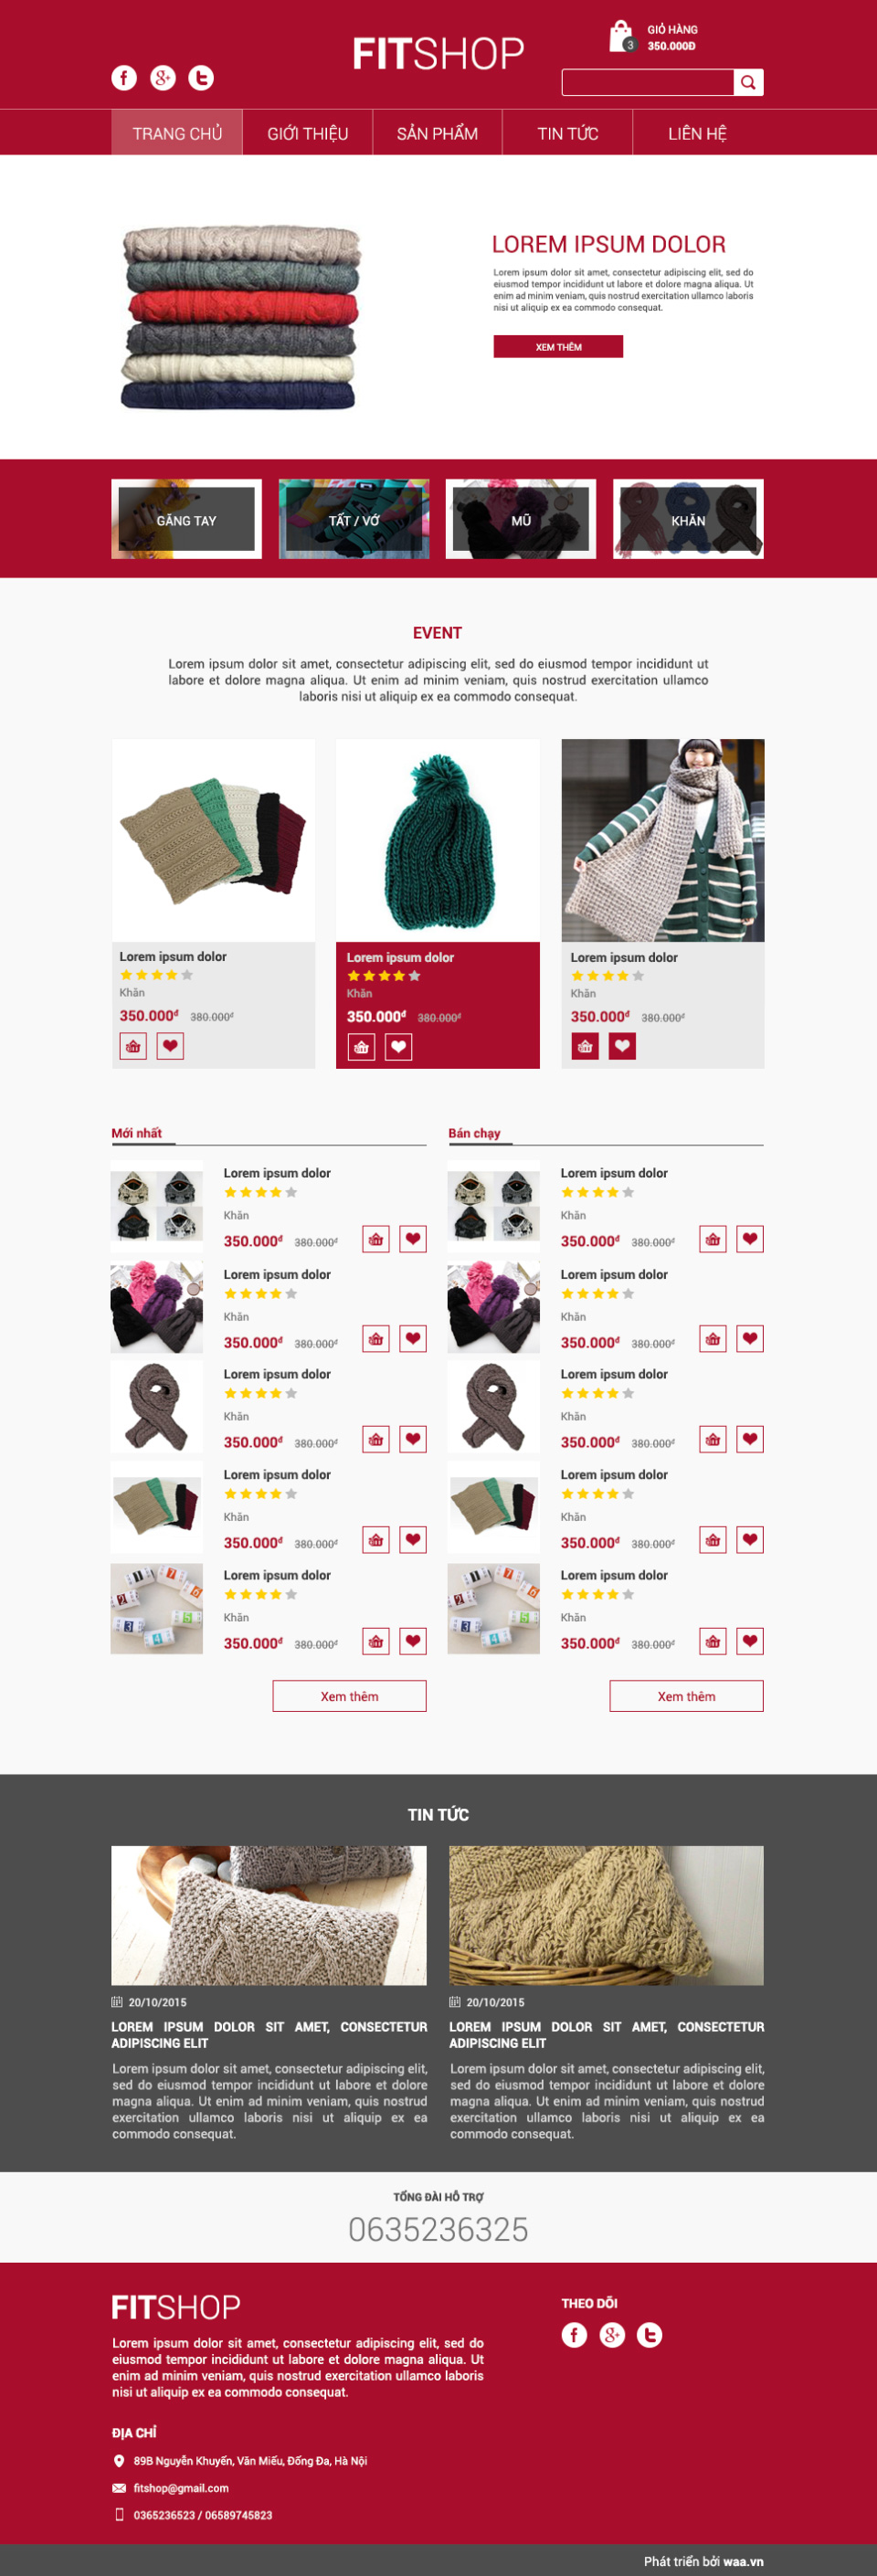 GIỎ HÀNG
FITSHOP
3
350.000Đ
TRANG CHỦ GIỚI THIỆU SẢN PHẨM TIN TỨC LIÊN HỆ
LOREM IPSUM DOLOR
Lorem ipsum dolor sit amet, consectetur adipiscing elit, sed do
eiusmod tempor incididunt ut labore et dolore magna aliqua. Ut
enim ad minim veniam, quis nostrud exercitation ullamco laboris
nisi ut aliquip ex ea commodo consequat.
XEM THÊM
GĂNG TAY TẤT / VỚ MŨ KHĂN
EVENT
Lorem ipsum dolor sit amet, consectetur adipiscing elit, sed do eiusmod tempor incididunt ut
labore et dolore magna aliqua. Ut enim ad minim veniam, quis nostrud exercitation ullamco
laboris nisi ut aliquip ex ea commodo consequat.
Lorem ipsum dolor
Khăn
350.000đ 380.000đ
Lorem ipsum dolor
Khăn
350.000đ 380.000đ
Lorem ipsum dolor
Khăn
350.000đ 380.000đ
Mới nhất
Lorem ipsum dolor
Khăn
350.000đ 380.000đ
Lorem ipsum dolor
Khăn
350.000đ 380.000đ
Lorem ipsum dolor
Khăn
350.000đ 380.000đ
Lorem ipsum dolor
Khăn
350.000đ 380.000đ
Lorem ipsum dolor
Khăn
350.000đ 380.000đ
Xem thêm
Bán chạy
Lorem ipsum dolor
Khăn
350.000đ 380.000đ
Lorem ipsum dolor
Khăn
350.000đ 380.000đ
Lorem ipsum dolor
Khăn
350.000đ 380.000đ
Lorem ipsum dolor
Khăn
350.000đ 380.000đ
Lorem ipsum dolor
Khăn
350.000đ 380.000đ
Xem thêm
TIN TỨC
20/10/2015
LOREM IPSUM DOLOR SIT AMET, CONSECTETUR
ADIPISCING ELIT
Lorem ipsum dolor sit amet, consectetur adipiscing elit,
sed do eiusmod tempor incididunt ut labore et dolore
magna aliqua. Ut enim ad minim veniam, quis nostrud
exercitation ullamco laboris nisi ut aliquip ex ea
commodo consequat.
20/10/2015
LOREM IPSUM DOLOR SIT AMET, CONSECTETUR
ADIPISCING ELIT
Lorem ipsum dolor sit amet, consectetur adipiscing elit,
sed do eiusmod tempor incididunt ut labore et dolore
magna aliqua. Ut enim ad minim veniam, quis nostrud
exercitation ullamco laboris nisi ut aliquip ex ea
commodo consequat.
TỔNG ĐÀI HỖ TRỢ
0635236325
FITSHOP
Lorem ipsum dolor sit amet, consectetur adipiscing elit, sed do
eiusmod tempor incididunt ut labore et dolore magna aliqua. Ut
enim ad minim veniam, quis nostrud exercitation ullamco laboris
nisi ut aliquip ex ea commodo consequat.
THEO DÕI
ĐỊA CHỈ
89B Nguyễn Khuyến, Văn Miếu, Đống Đa, Hà Nội
fitshop@gmail.com
0365236523 / 06589745823
Phát triển bởi waa.vn